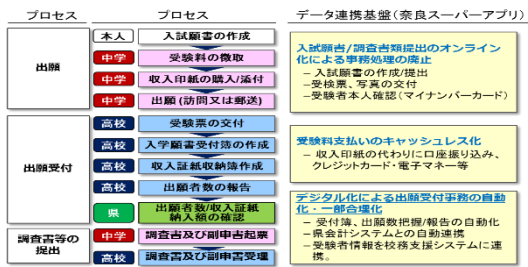 プロセス
プロセス
データ連携基盤（奈良スーパーアプリ）
出願
本人
入試願書の作成
中学
受験料の徴収
中学
収入印紙の購入/添付
中学
出願（訪問又は郵送）
出願受付
高校
受験票の交付
高校
入学願書受付簿の作成
高校
収入証紙収納簿作成
高校
出願者数の報告
県
出願者数/収入証紙
納入額の確認
調査書等の
提出
中学
調査書及び副申書起票
高校
調査書及び副申書受理
入試願書/調査書類提出のオンライン
化による事務処理の廃止
– 入試願書の作成/提出
– 受検票、写真の交付
– 受験者本人確認（マイナンバーカード）
受験料支払いのキャッシュレス化
– 収入印紙の代わりに口座振り込み、
クレジットカード・電子マネー等
デジタル化による出願受付事務の自動
化・一部合理化
– 受付簿、出願数把握/報告の自動化
– 県会計システムとの自動連携
– 受験者情報を校務支援システムに連
携。